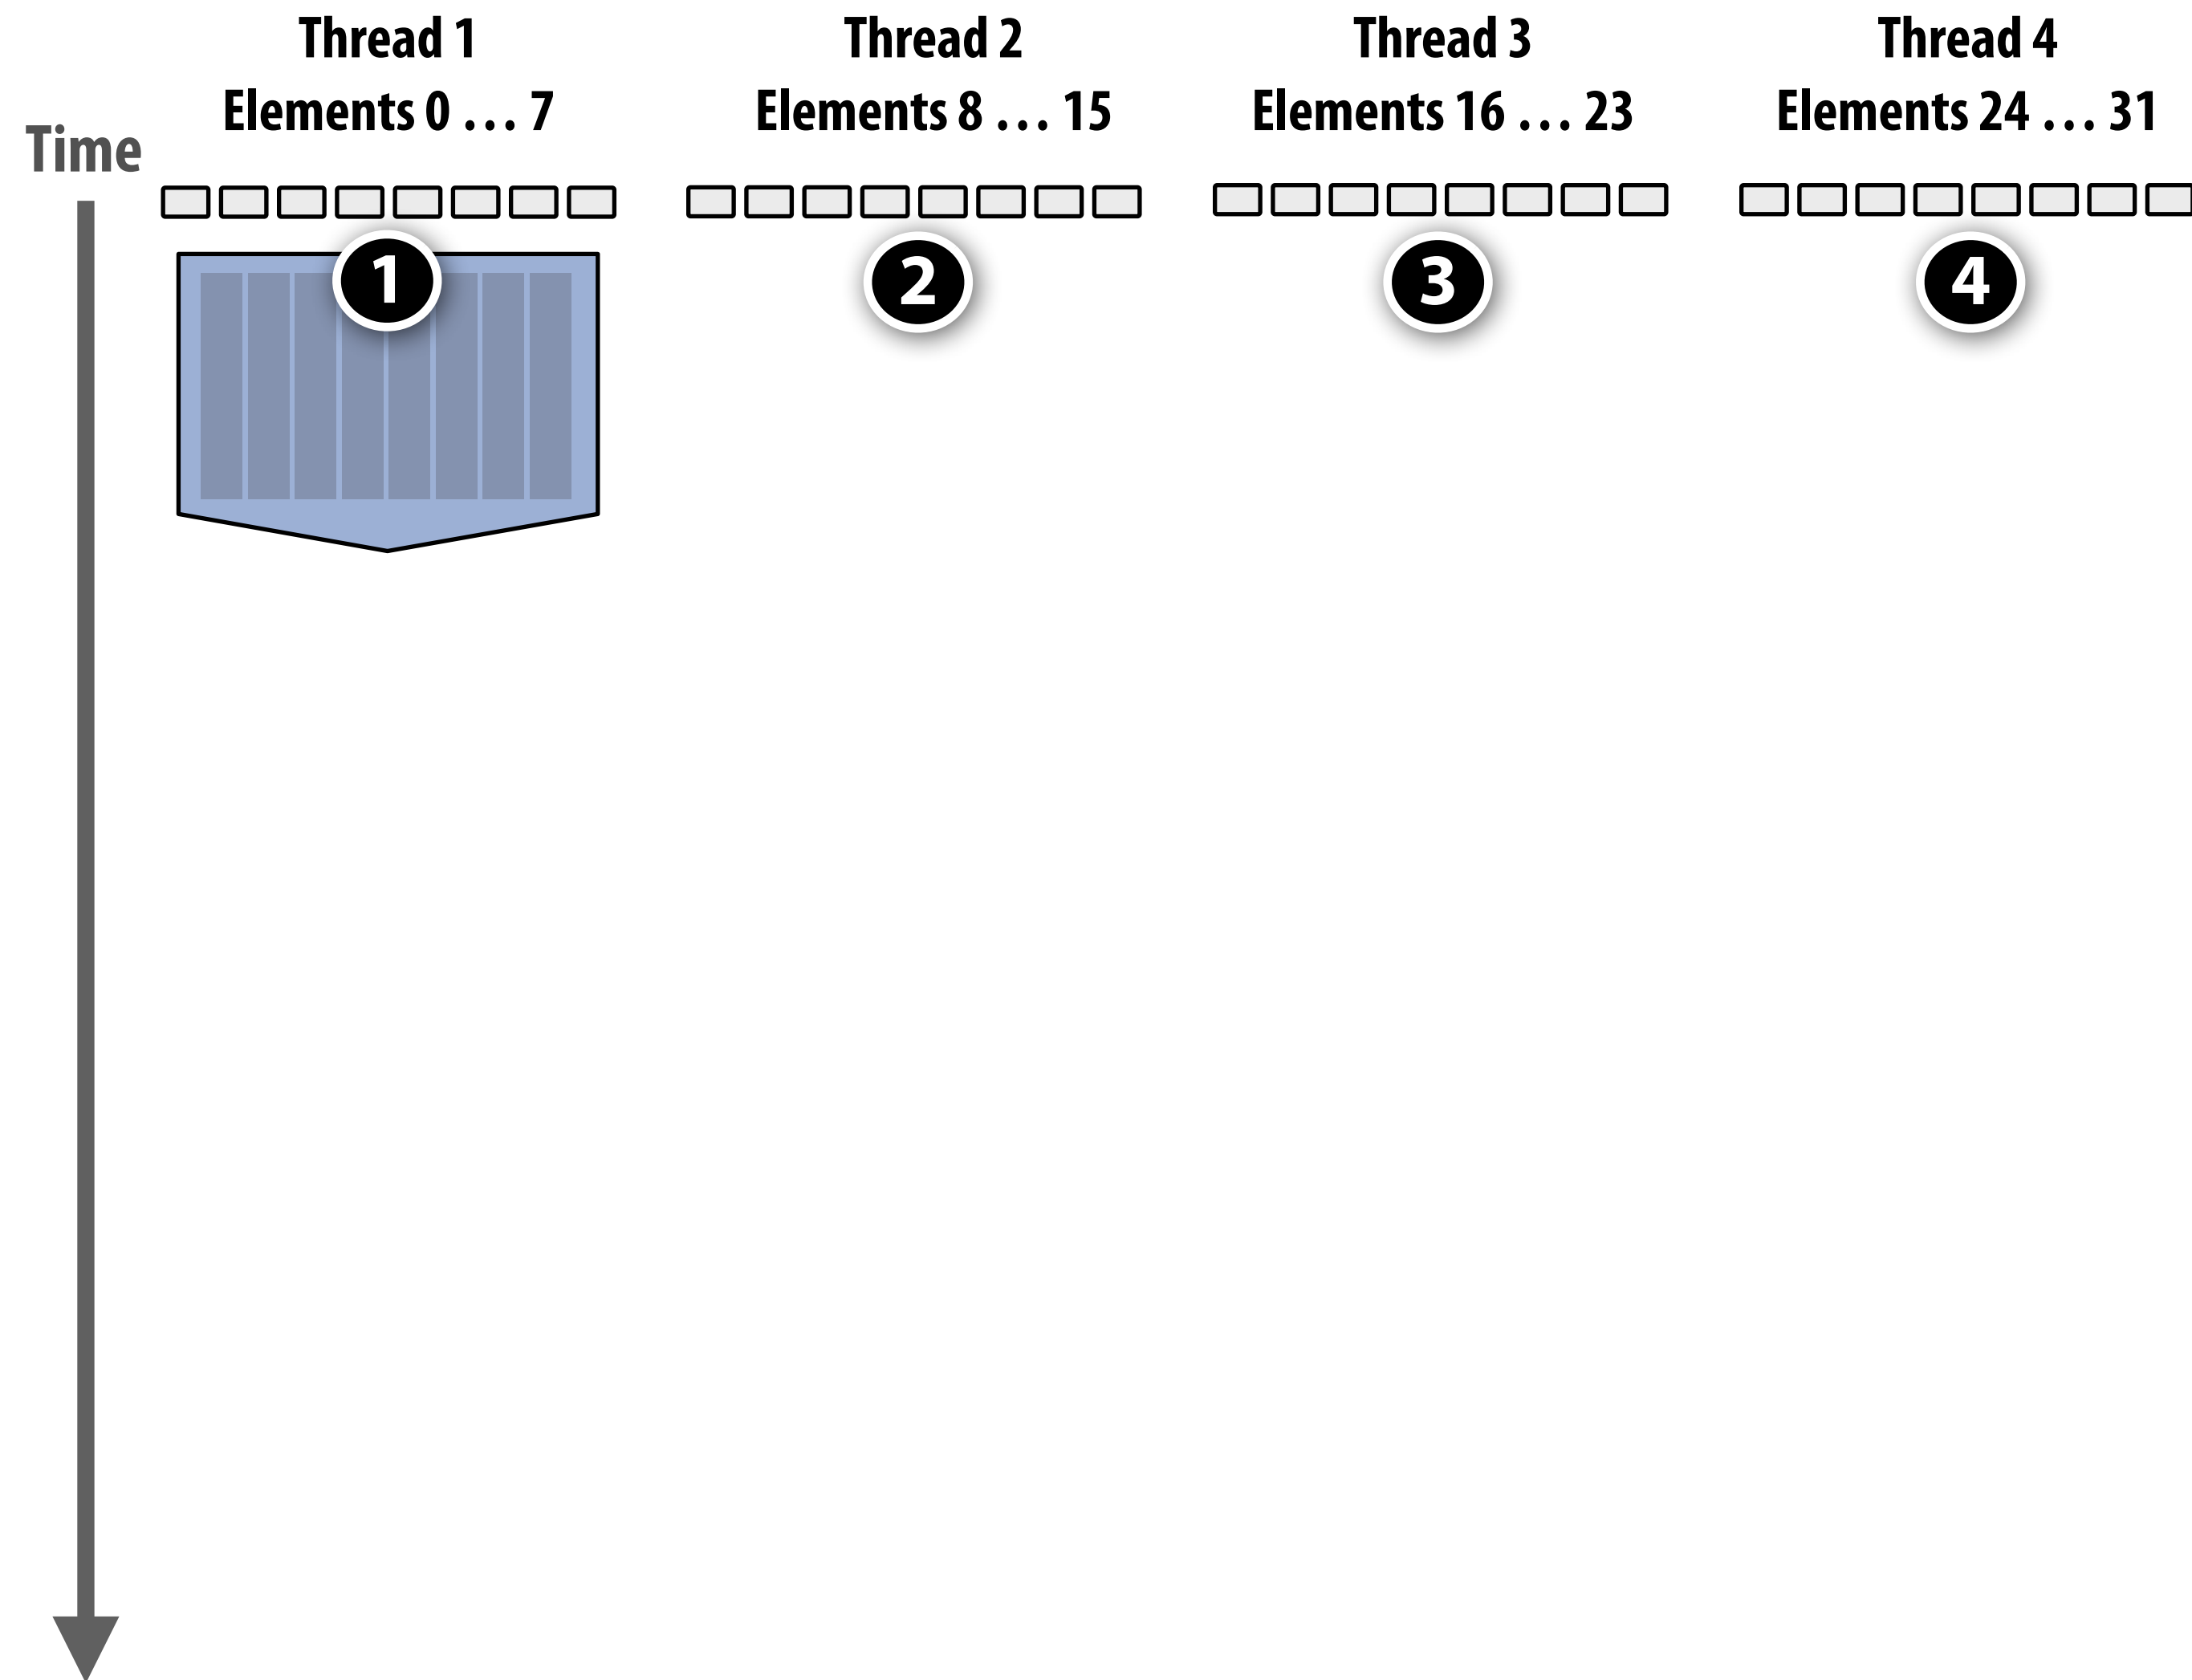 Thread 1
Elements 0 . . . 7
Thread 2
Elements 8 . . . 15
Thread 3
Elements 16 . . . 23
Thread 4
Elements 24 . . . 31
Time
1
2
3
4